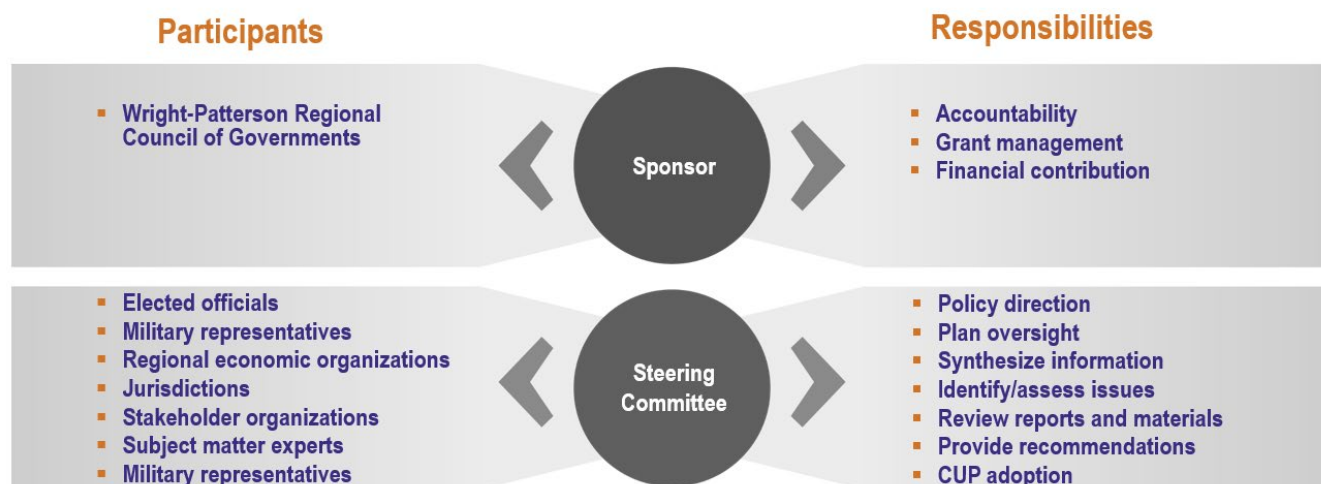 Participants
Responsibilities
▪ Wright-Patterson Regional
Council of Governments
Sponsor
▪ Accountability
▪ Grant management
▪ Financial contribution
▪ Elected officials
▪ Military representatives
▪ Regional economic organizations
▪ Jurisdictions
▪ Stakeholder organizations
▪ Subject matter experts
▪ Military representatives
Steering
Committee
▪ Policy direction
▪ Plan oversight
▪ Synthesize information
▪ Identify/assess issues
▪ Review reports and materials
▪ Provide recommendations
▪ CUP adoption